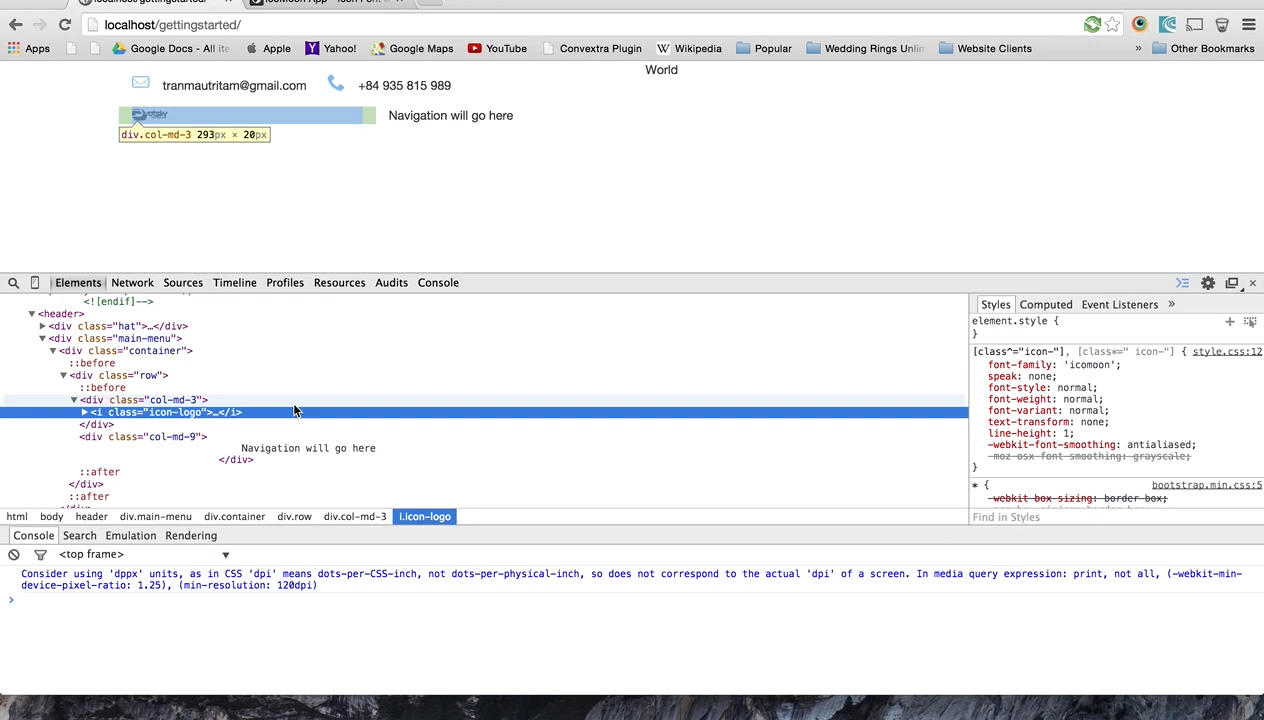 localhost/gettingstarted/
localhost/gettingstarted/
Apps Google Docs - All ite Apple Yahoo! Google Maps YouTube Convextra Plugin Wikipedia Popular Wedding Rings Unlin Website Clients » Other Bookmarks
World
tranmautritam@gmail.com +84 935 815 989
Navigation will go here
div.col-md-3 293px × 20px
Elements Network Sources Timeline Profiles Resources Audits Console
<![endif]-->
<header>
<div class="hat">…</div>
<div class="main-menu">
<div class="container">
::before
<div class="row">
::before
<div class="col-md-3">
<i class="icon-logo">…</i>
</div>
<div class="col-md-9">
Navigation will go here
</div>
::after
</div>
::after
html body header div.main-menu div.container div.row div.col-md-3 i.icon-logo
Styles Computed Event Listeners »
element.style {
}
[class^="icon-"], [class*=" icon-"] { style.css:12
font-family: 'icomoon';
speak: none;
font-style: normal;
font-weight: normal;
font-variant: normal;
text-transform: none;
line-height: 1;
-webkit-font-smoothing: antialiased;
-moz-osx-font-smoothing: grayscale;
}
* { bootstrap.min.css:5
-webkit-box-sizing: border-box;
Find in Styles
Console Search Emulation Rendering
<top frame>
Consider using 'dppx' units, as in CSS 'dpi' means dots-per-CSS-inch, not dots-per-physical-inch, so does not correspond to the actual 'dpi' of a screen. In media query expression: print, not all, (-webkit-min-
device-pixel-ratio: 1.25), (min-resolution: 120dpi)
>